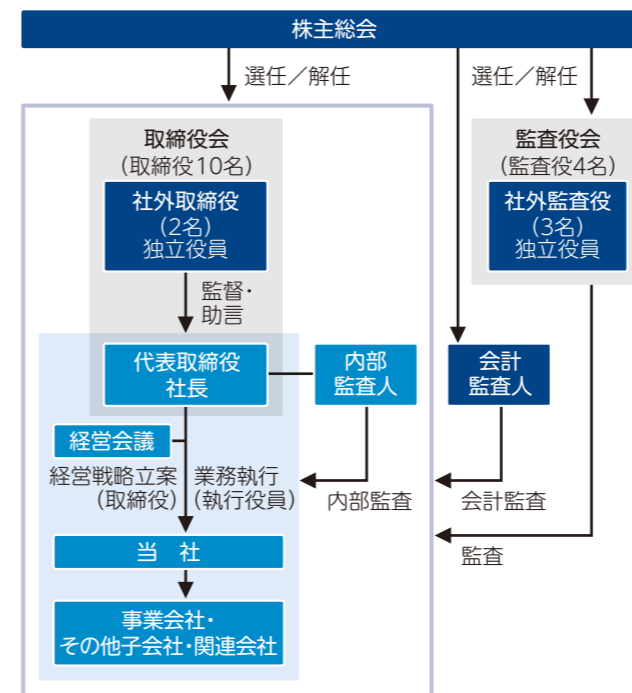 株主総会
選任／解任
選任／解任
取締役会
（取締役10名）
社外取締役
（2名）
独立役員
監査役会
（監査役4名）
社外監査役
（3名）
独立役員
監督・
助言
代表取締役
社長
内部
監査人
会計
監査人
経営会議
経営戦略立案
（取締役）
業務執行
（執行役員）
内部監査
会計監査
監査
当　社
事業会社・
その他子会社・関連会社